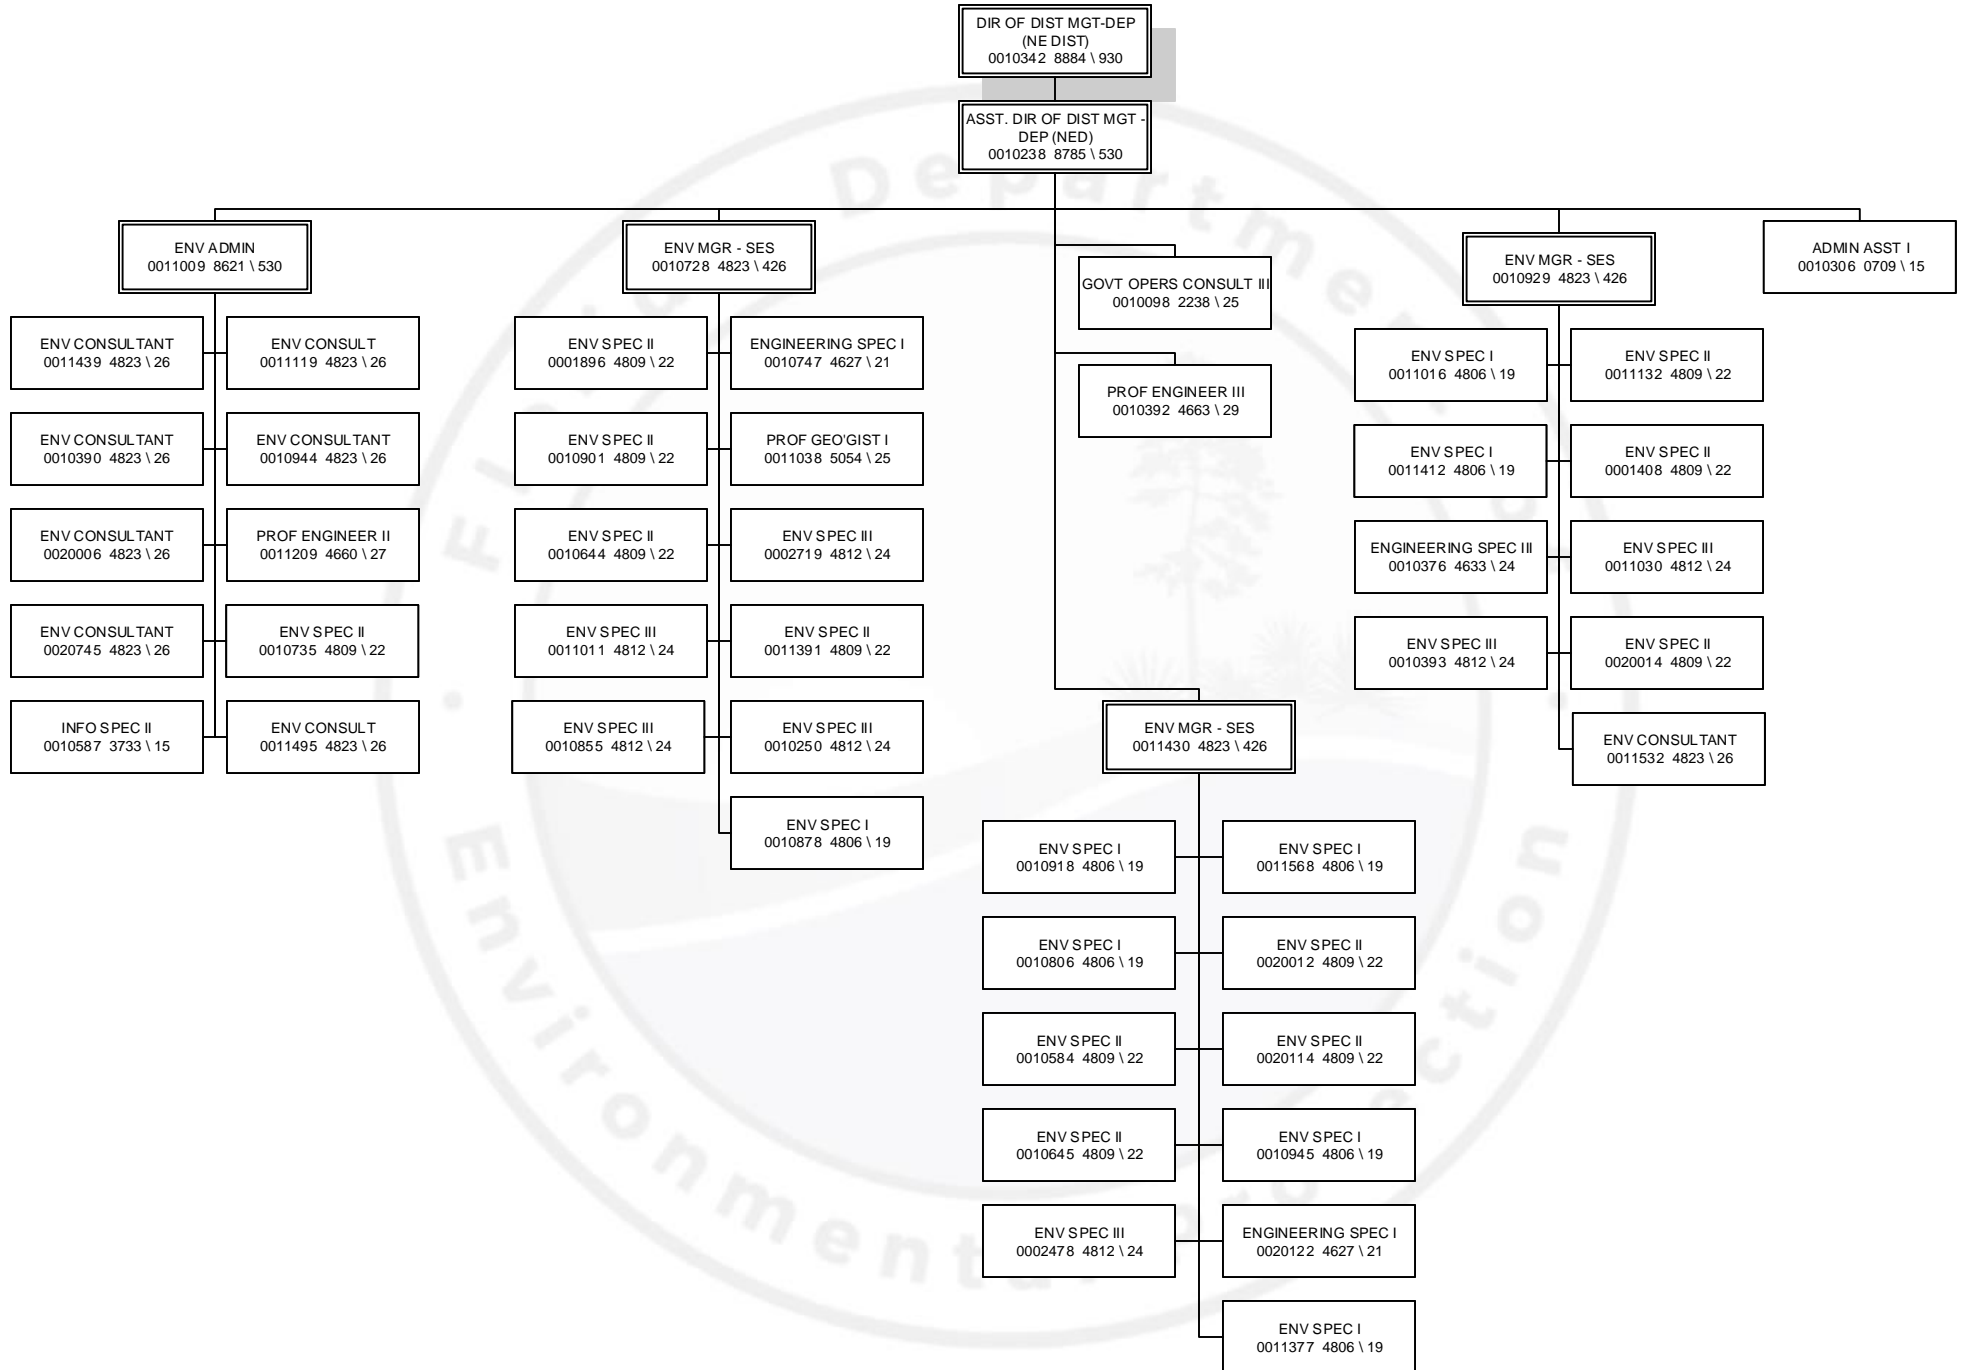 DIR OF DIST MGT-DEP
(NE DIST)
0010342 8884 \ 930
ASST. DIR OF DIST MGT -
DEP (NED)
0010238 8785 \ 530
ENV ADMIN
0011009 8621 \ 530
ENV CONSULTANT
0011439 4823 \ 26
ENV CONSULT
0011119 4823 \ 26
ENV CONSULTANT
0010390 4823 \ 26
ENV CONSULTANT
0010944 4823 \ 26
ENV CONSULTANT
0020006 4823 \ 26
PROF ENGINEER II
0011209 4660 \ 27
ENV CONSULTANT
0020745 4823 \ 26
ENV SPEC II
0010735 4809 \ 22
INFO SPEC II
0010587 3733 \ 15
ENV CONSULT
0011495 4823 \ 26
ENV MGR - SES
0010728 4823 \ 426
ENV SPEC II
0001896 4809 \ 22
ENGINEERING SPEC I
0010747 4627 \ 21
ENV SPEC II
0010901 4809 \ 22
PROF GEO'GIST I
0011038 5054 \ 25
ENV SPEC II
0010644 4809 \ 22
ENV SPEC III
0002719 4812 \ 24
ENV SPEC III
0011011 4812 \ 24
ENV SPEC II
0011391 4809 \ 22
ENV SPEC III
0010855 4812 \ 24
ENV SPEC III
0010250 4812 \ 24
ENV SPEC I
0010878 4806 \ 19
GOVT OPERS CONSULT III
0010098 2238 \ 25
PROF ENGINEER III
0010392 4663 \ 29
ENV MGR - SES
0011430 4823 \ 426
ENV SPEC I
0010918 4806 \ 19
ENV SPEC I
0011568 4806 \ 19
ENV SPEC I
0010806 4806 \ 19
ENV SPEC II
0020012 4809 \ 22
ENV SPEC II
0010584 4809 \ 22
ENV SPEC II
0020114 4809 \ 22
ENV SPEC II
0010645 4809 \ 22
ENV SPEC I
0010945 4806 \ 19
ENV SPEC III
0002478 4812 \ 24
ENGINEERING SPEC I
0020122 4627 \ 21
ENV SPEC I
0011377 4806 \ 19
ENV MGR - SES
0010929 4823 \ 426
ENV SPEC I
0011016 4806 \ 19
ENV SPEC II
0011132 4809 \ 22
ENV SPEC I
0011412 4806 \ 19
ENV SPEC II
0001408 4809 \ 22
ENGINEERING SPEC III
0010376 4633 \ 24
ENV SPEC III
0011030 4812 \ 24
ENV SPEC III
0010393 4812 \ 24
ENV SPEC II
0020014 4809 \ 22
ENV CONSULTANT
0011532 4823 \ 26
ADMIN ASST I
0010306 0709 \ 15